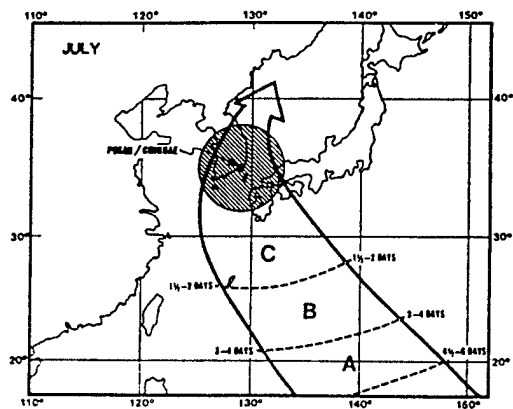 110° 120° 130° 140° 150°
JULY
40° 40°
PUSAN / CHINHAE
30° 30°
C
1½-2 DAYS 1½-2 DAYS
B
3-4 DAYS 3-4 DAYS
A
4½-6 DAYS
20° 20°
110° 120° 130° 140° 150°